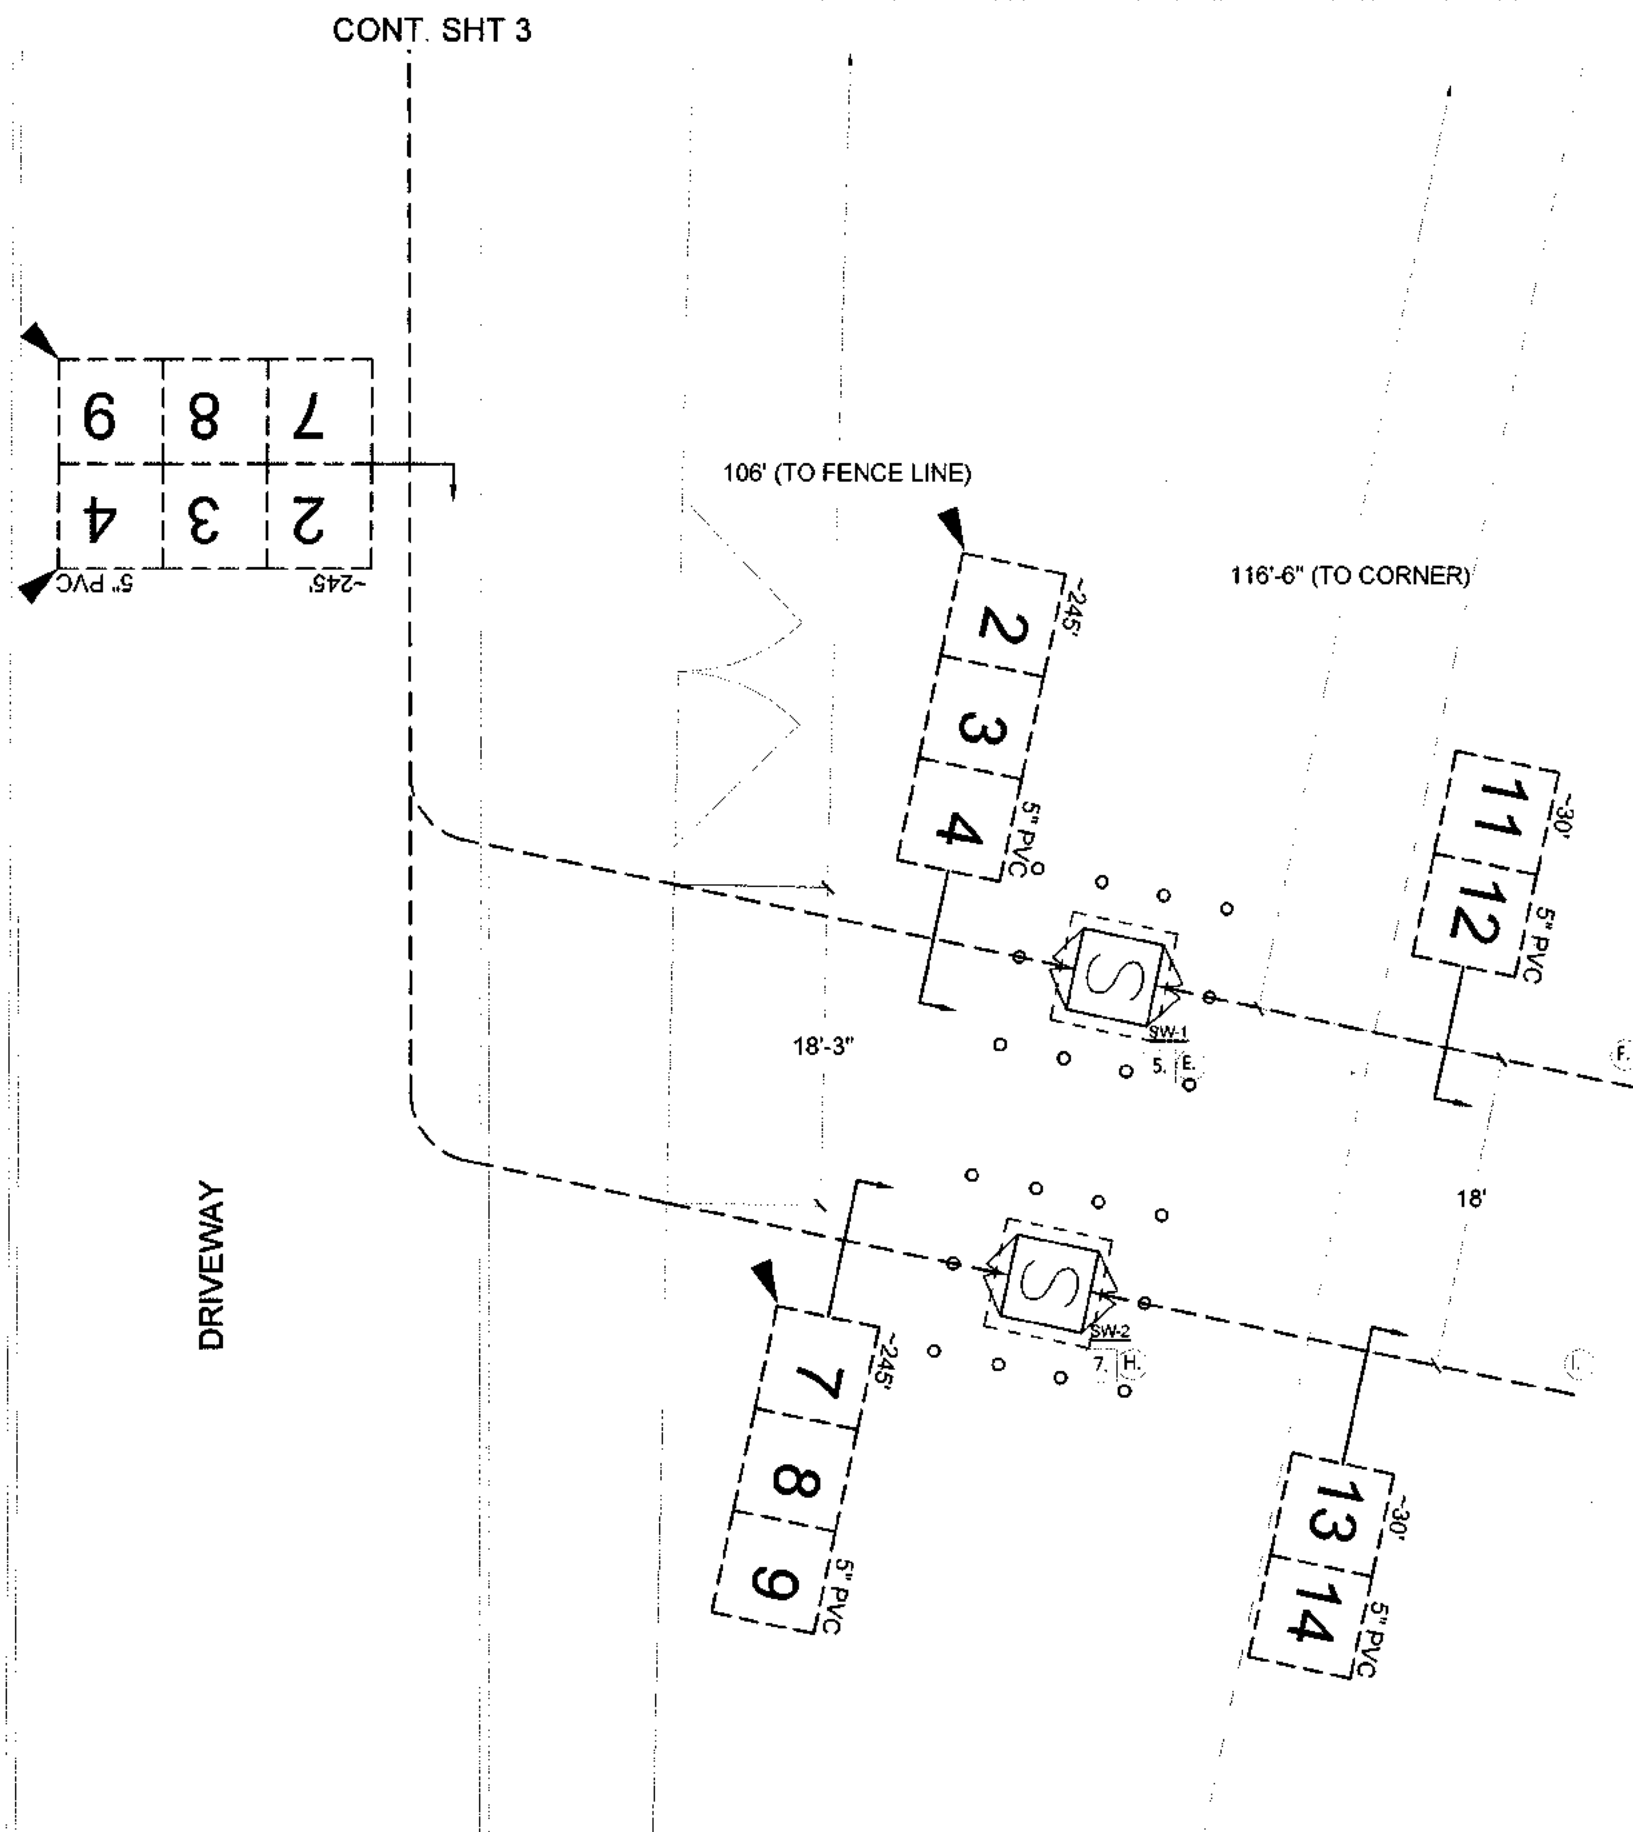 CONT. SHT 3
7 8 9
2 3 4
~245' 5" PVC
106' (TO FENCE LINE)
116'-6" (TO CORNER)
2 3 4
~245' 5" PVC
11 12
~30' 5" PVC
S
SW-1
5. E.
F.
18'-3"
18'
DRIVEWAY
S
SW-2
7. H.
I.
7 8 9
~245' 5" PVC
13 14
~30' 5" PVC